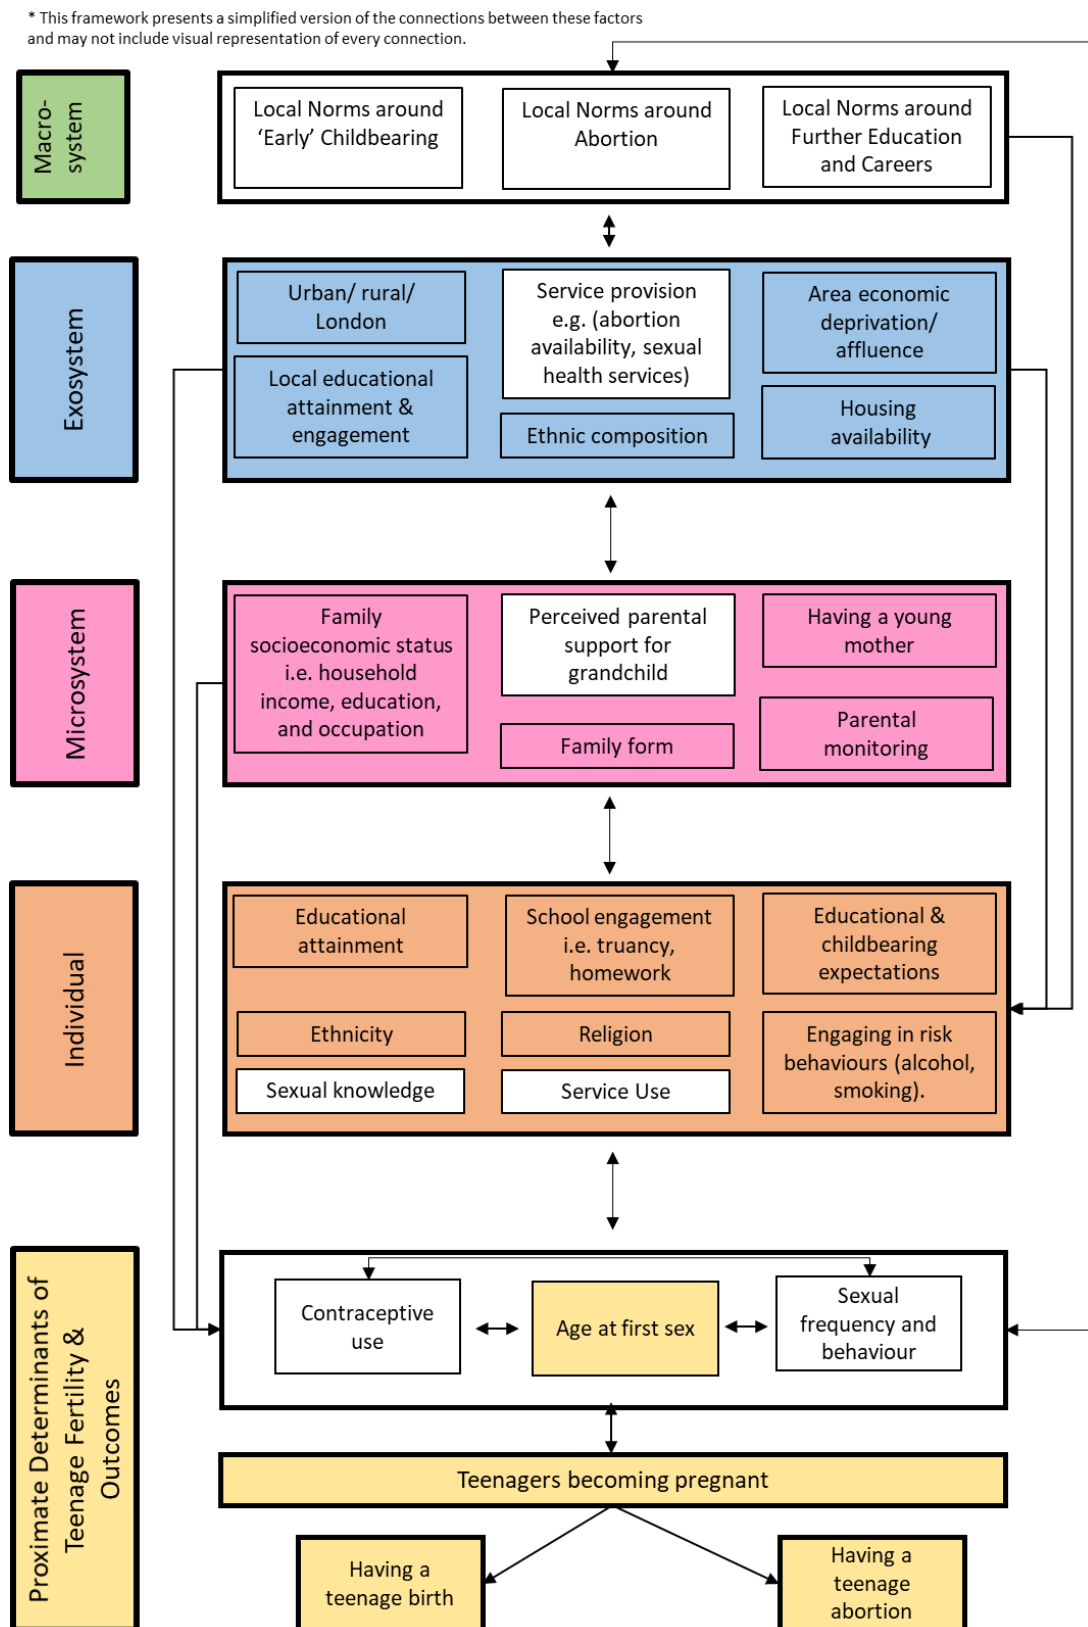 * This framework presents a simplified version of the connections between these factors
and may not include visual representation of every connection.
Macro-
system
Local Norms around
‘Early’ Childbearing
Local Norms around
Abortion
Local Norms around
Further Education
and Careers
Exosystem
Urban/ rural/
London
Service provision
e.g. (abortion
availability, sexual
health services)
Area economic
deprivation/
affluence
Local educational
attainment &
engagement
Ethnic composition
Housing
availability
Microsystem
Family
socioeconomic status
i.e. household
income, education,
and occupation
Perceived parental
support for
grandchild
Having a young
mother
Family form
Parental
monitoring
Individual
Educational
attainment
School engagement
i.e. truancy,
homework
Educational &
childbearing
expectations
Ethnicity
Religion
Engaging in risk
behaviours (alcohol,
smoking).
Sexual knowledge
Service Use
Proximate Determinants of
Teenage Fertility &
Outcomes
Contraceptive
use
Age at first sex
Sexual
frequency and
behaviour
Teenagers becoming pregnant
Having a
teenage birth
Having a
teenage
abortion